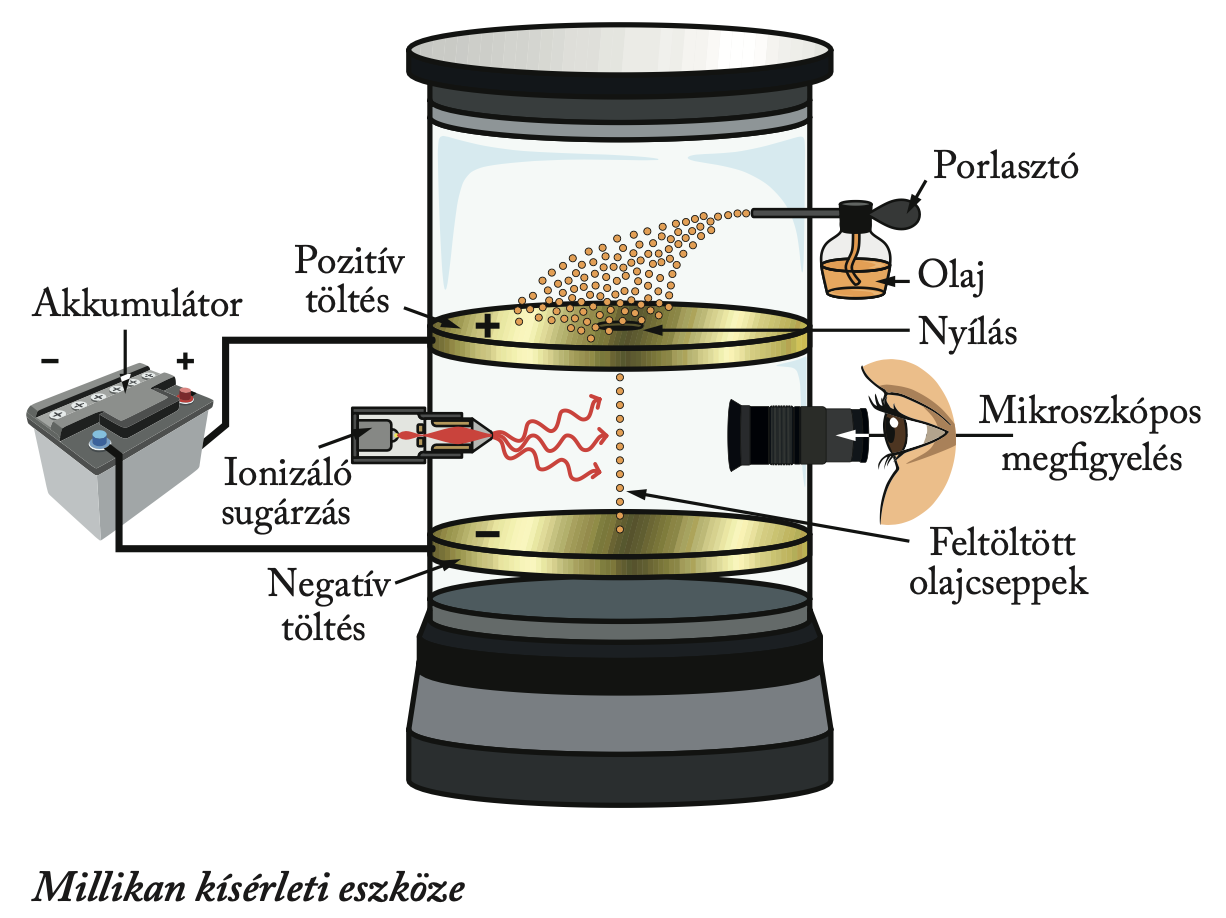 Porlasztó
Pozitív
töltés
Olaj
Akkumulátor
Nyílás
− +
+
Mikroszkópos
megfigyelés
Ionizáló
sugárzás
−
Feltöltött
olajcseppek
Negatív
töltés
Millikan kísérleti eszköze